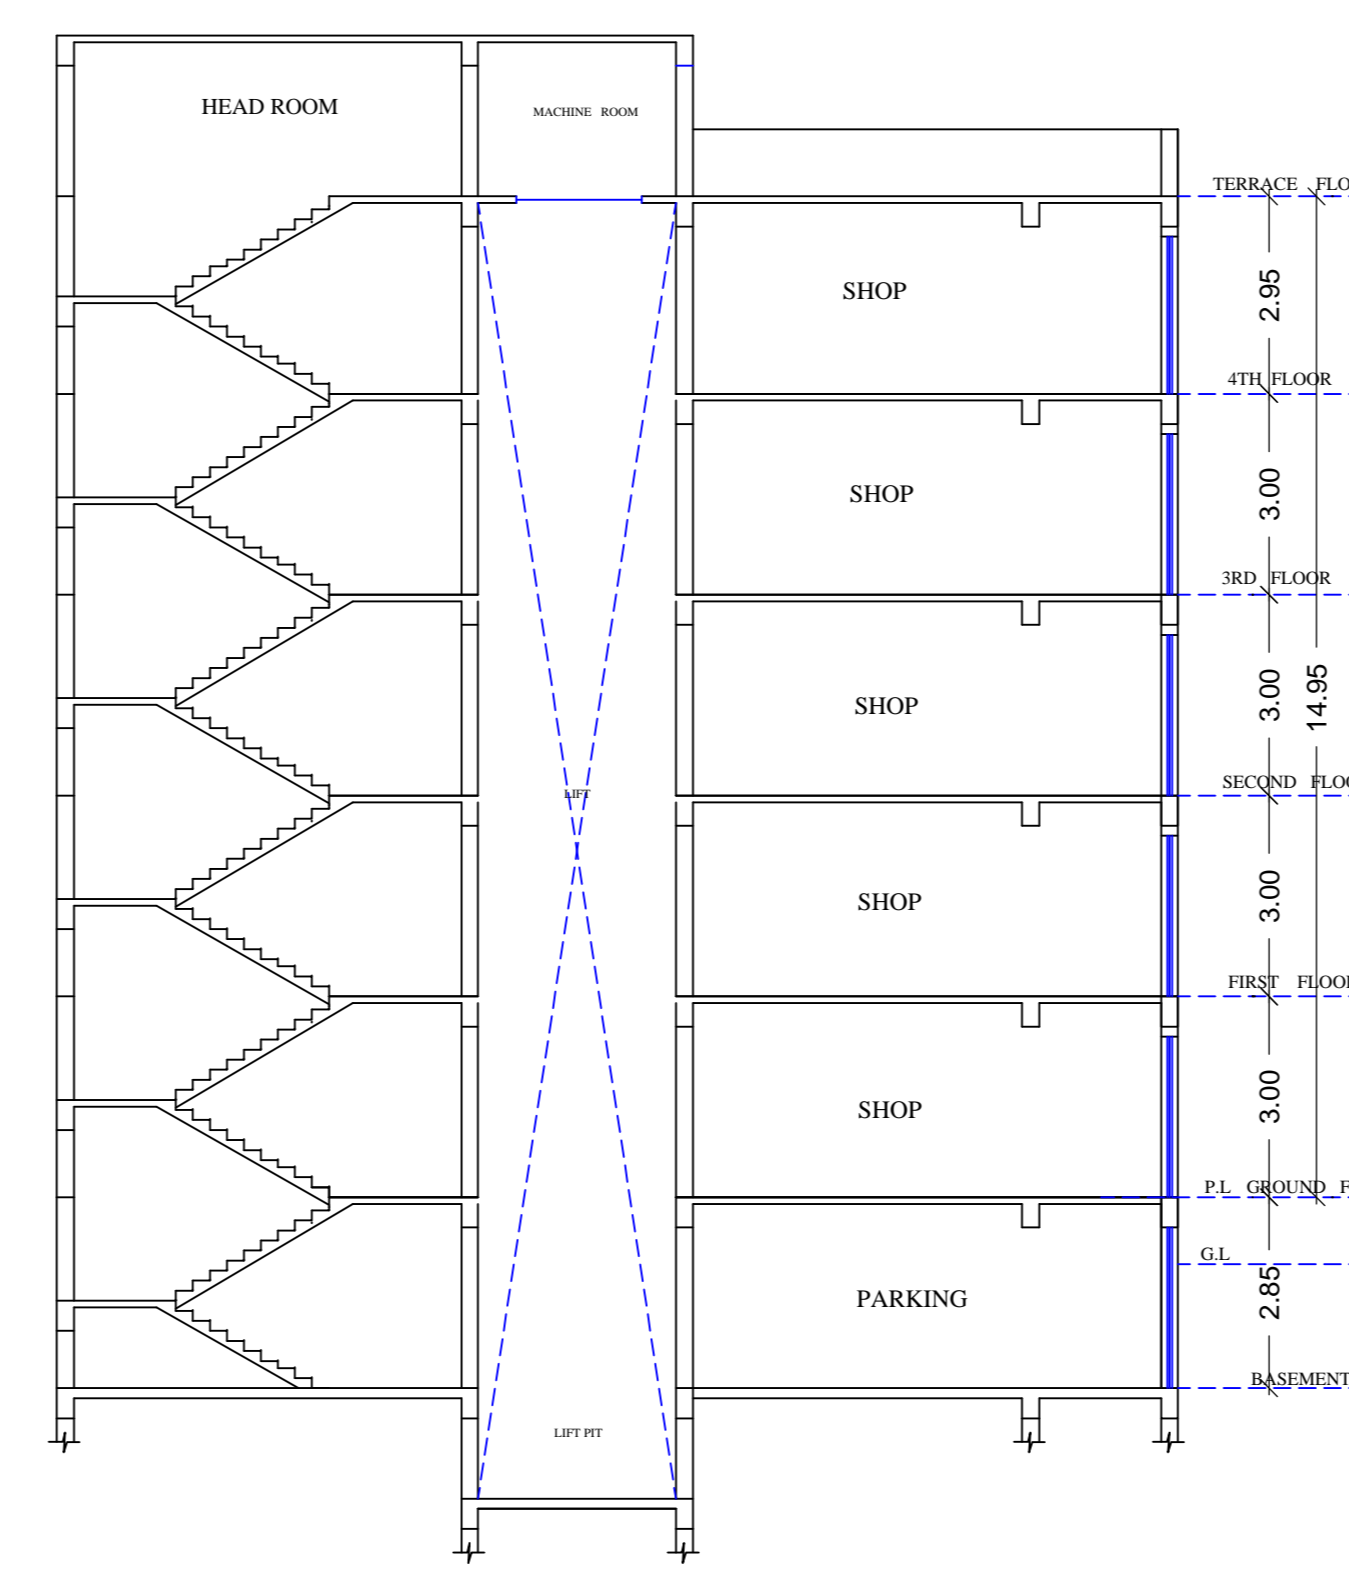 HEAD ROOM
MACHINE ROOM
TERRACE FLO
2.95
SHOP
4TH FLOOR
3.00
SHOP
3RD FLOOR
3.00
14.95
SHOP
SECOND FLOO
LIFT
3.00
SHOP
FIRST FLOOR
3.00
SHOP
P.L GROUND F
G.L
2.85
PARKING
BASEMENT
LIFT PIT